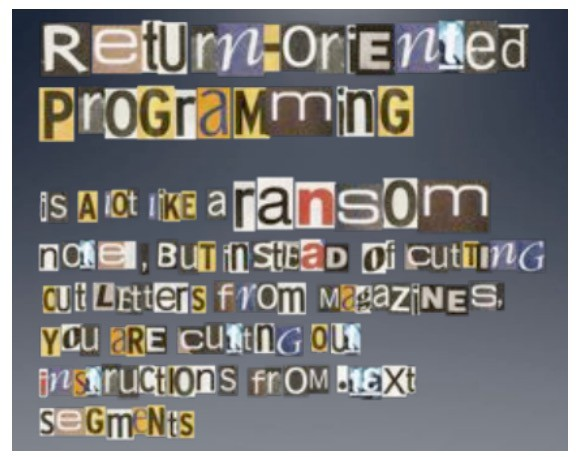 Return-Oriented
Programming
is A lot like a ransom
note, But instead of cutting
cut Letters from Magazines,
You are cutting out
instructions from .text
segments